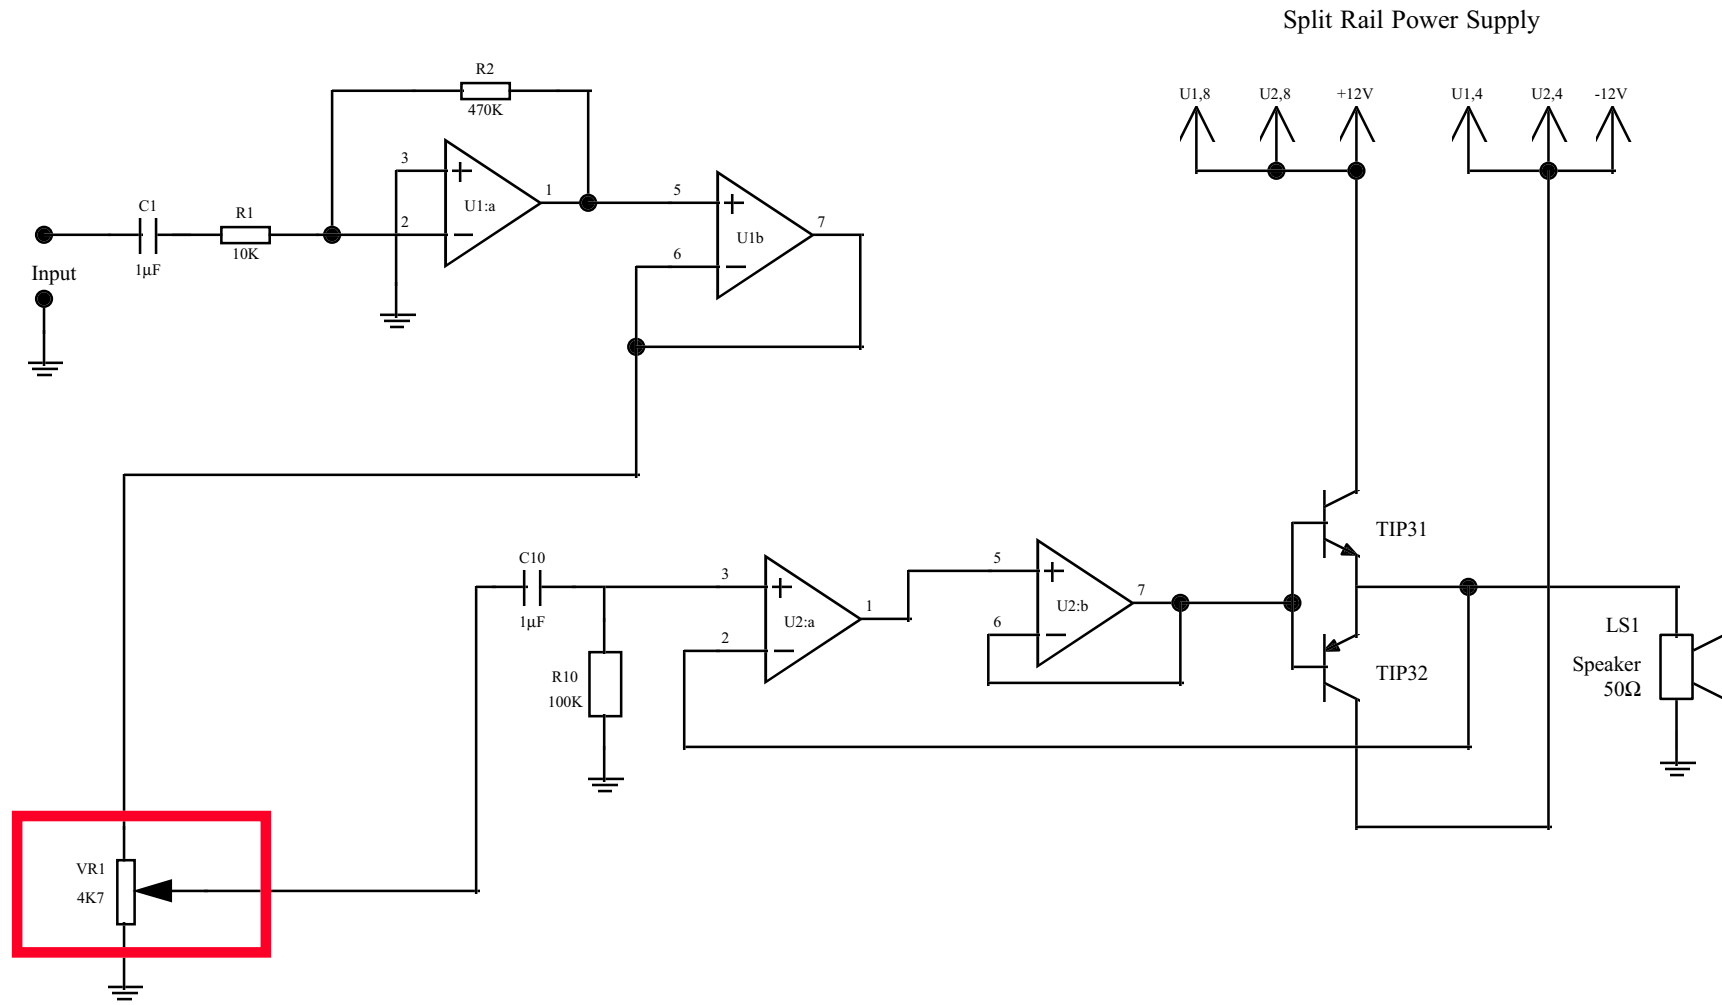 Split Rail Power Supply
R2
470K
U1,8
U2,8
+12V
U1,4
U2,4
-12V
3
1
5
7
2
6
U1:a
U1b
C1
1µF
R1
10K
Input
C10
1µF
3
1
2
U2:a
5
7
6
U2:b
R10
100K
TIP31
TIP32
LS1
Speaker
50Ω
VR1
4K7